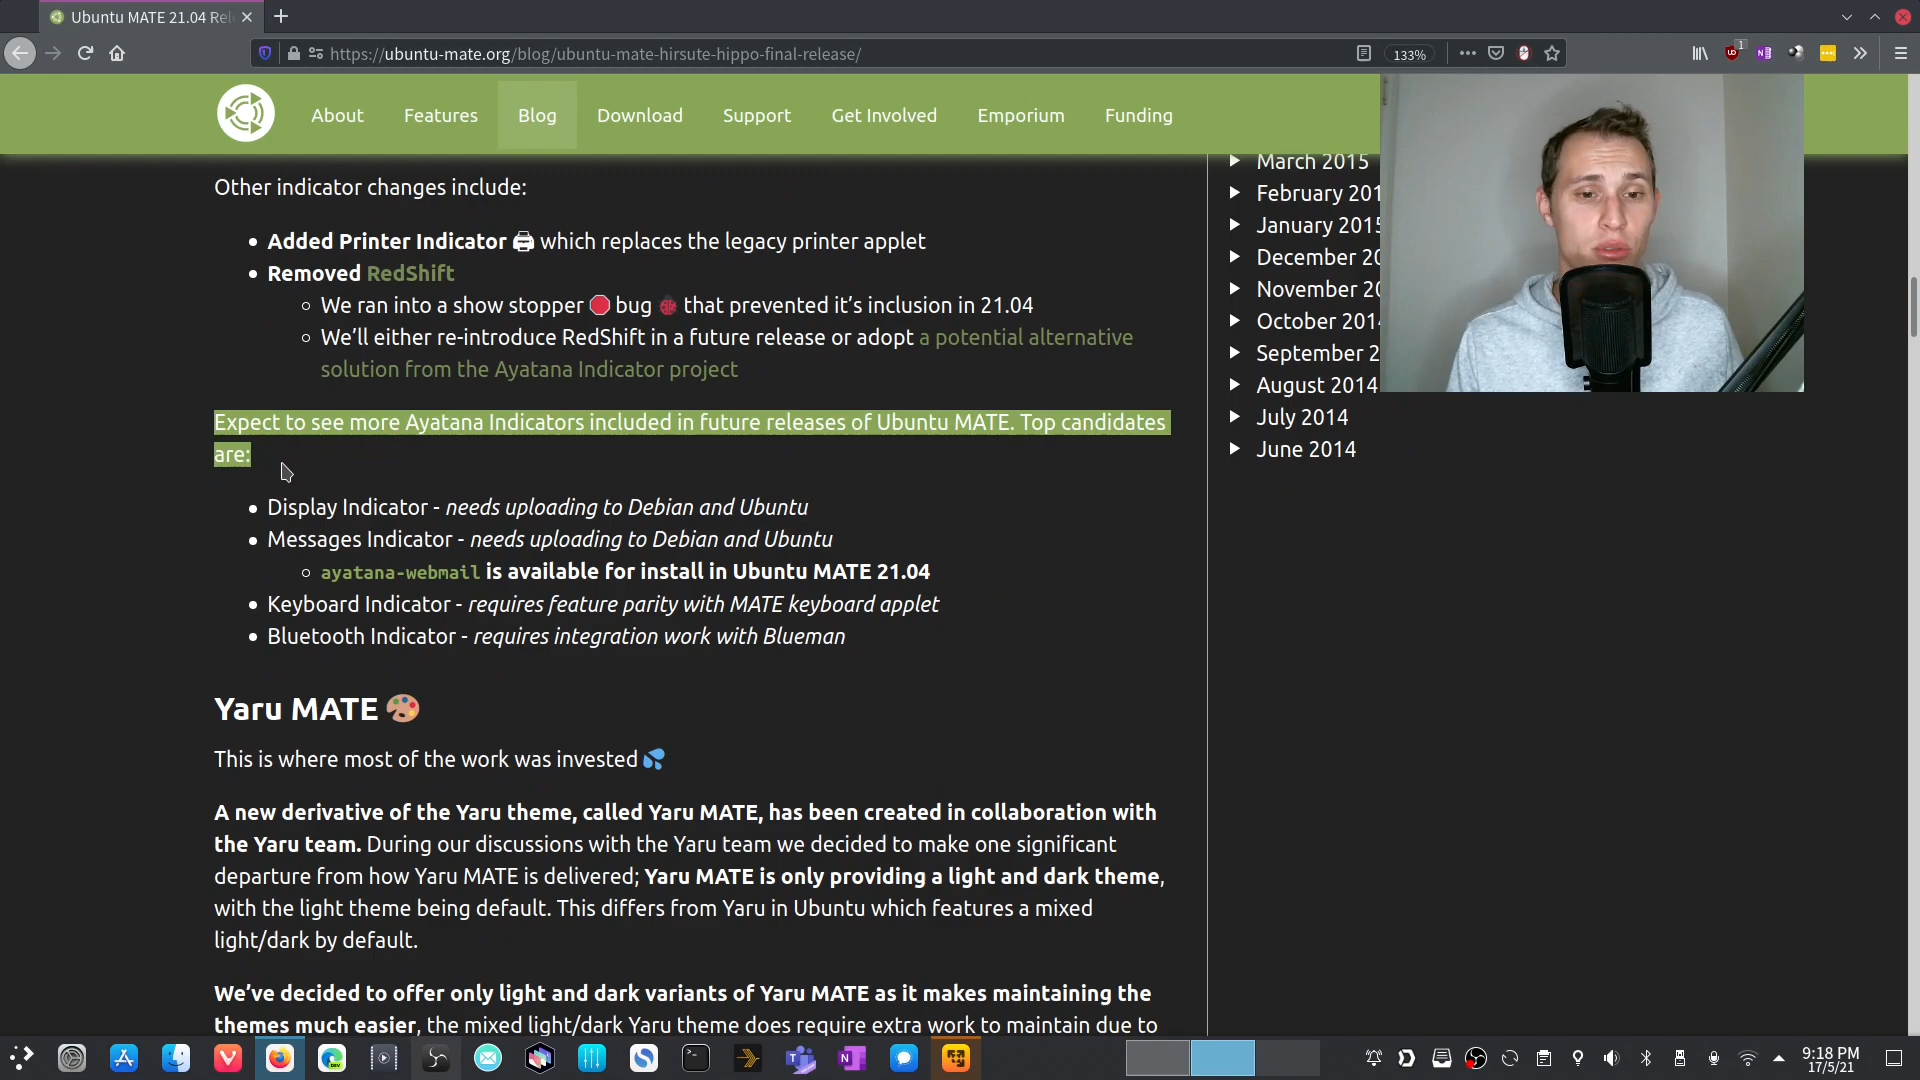 Ubuntu MATE 21.04 Rel
https://ubuntu-mate.org/blog/ubuntu-mate-hirsute-hippo-final-release/
133%
1
About Features Blog Download Support Get Involved Emporium Funding
Other indicator changes include:
Added Printer Indicator 🖨 which replaces the legacy printer applet
Removed RedShift
We ran into a show stopper 🛑 bug 🐞 that prevented it’s inclusion in 21.04
We’ll either re-introduce RedShift in a future release or adopt a potential alternative
solution from the Ayatana Indicator project
Expect to see more Ayatana Indicators included in future releases of Ubuntu MATE. Top candidates
are:
Display Indicator - needs uploading to Debian and Ubuntu
Messages Indicator - needs uploading to Debian and Ubuntu
ayatana-webmail is available for install in Ubuntu MATE 21.04
Keyboard Indicator - requires feature parity with MATE keyboard applet
Bluetooth Indicator - requires integration work with Blueman
Yaru MATE 🎨
This is where most of the work was invested 💦
A new derivative of the Yaru theme, called Yaru MATE, has been created in collaboration with
the Yaru team. During our discussions with the Yaru team we decided to make one significant
departure from how Yaru MATE is delivered; Yaru MATE is only providing a light and dark theme,
with the light theme being default. This differs from Yaru in Ubuntu which features a mixed
light/dark by default.
We’ve decided to offer only light and dark variants of Yaru MATE as it makes maintaining the
themes much easier, the mixed light/dark Yaru theme does require extra work to maintain due to
March 2015
February 201
January 2015
December 20
November 20
October 2014
September 2
August 2014
July 2014
June 2014
9:18 PM
17/5/21